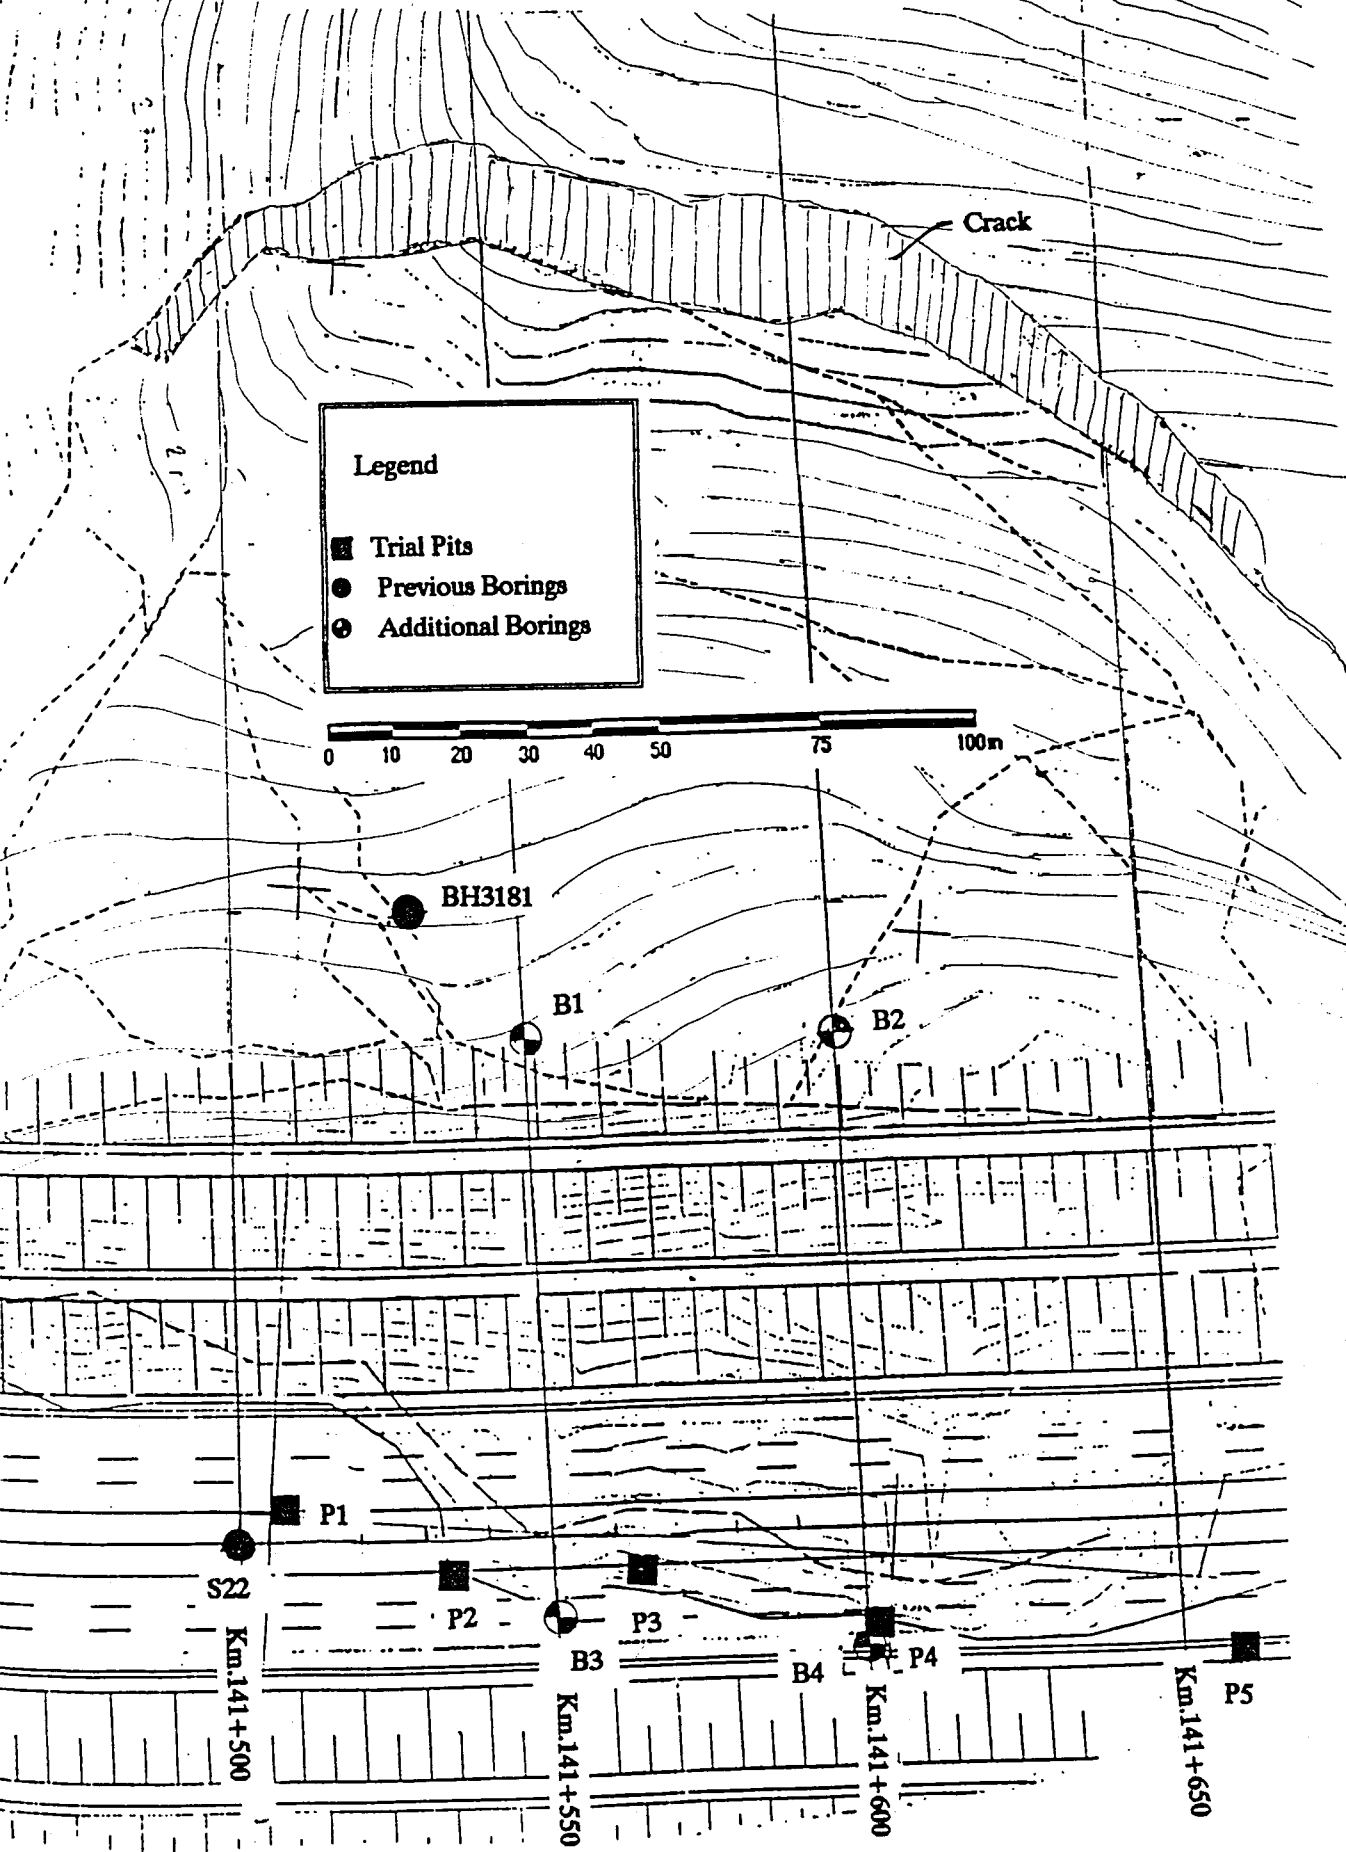 Crack
Legend
Trial Pits
Previous Borings
Additional Borings
0 10 20 30 40 50 75 100m
BH3181
B1
B2
P1
S22
P2
P3
B3
B4
P4
P5
Km.141+500
Km.141+550
Km.141+600
Km.141+650